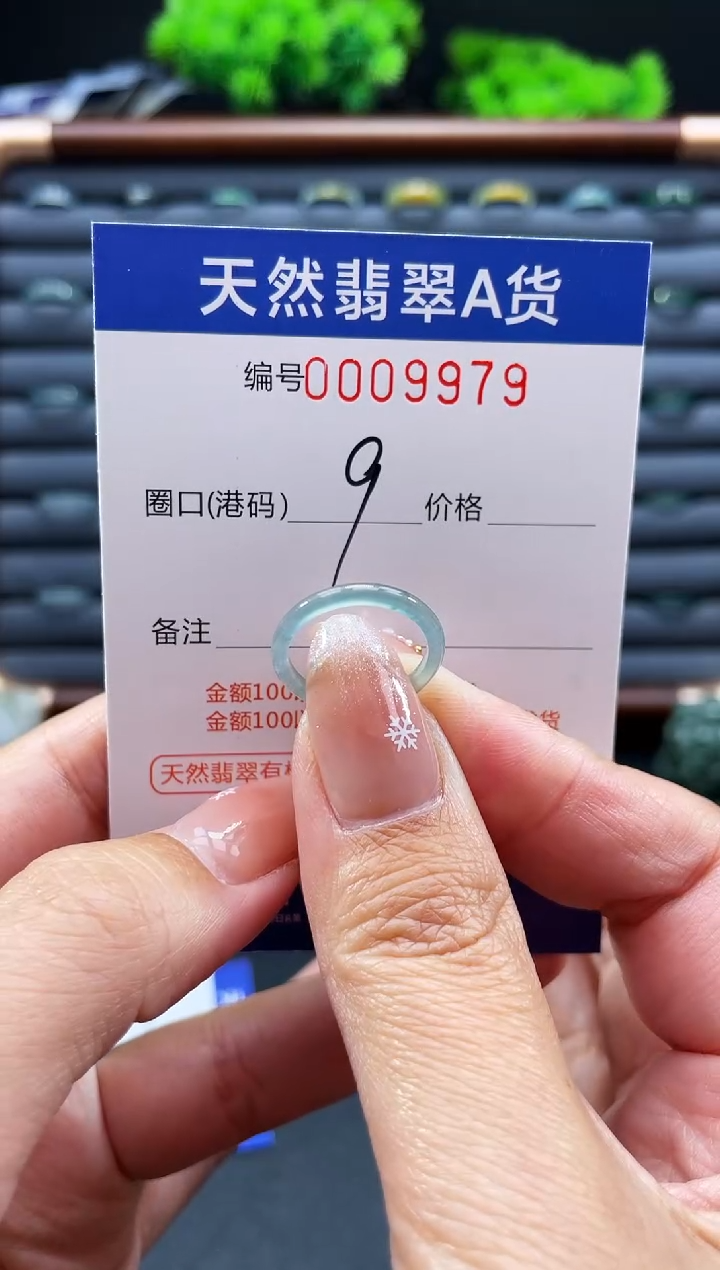 天然翡翠A货
编号0009979
圈口(港码) 9 价格
备注
金额100
金额100 货
天然翡翠有